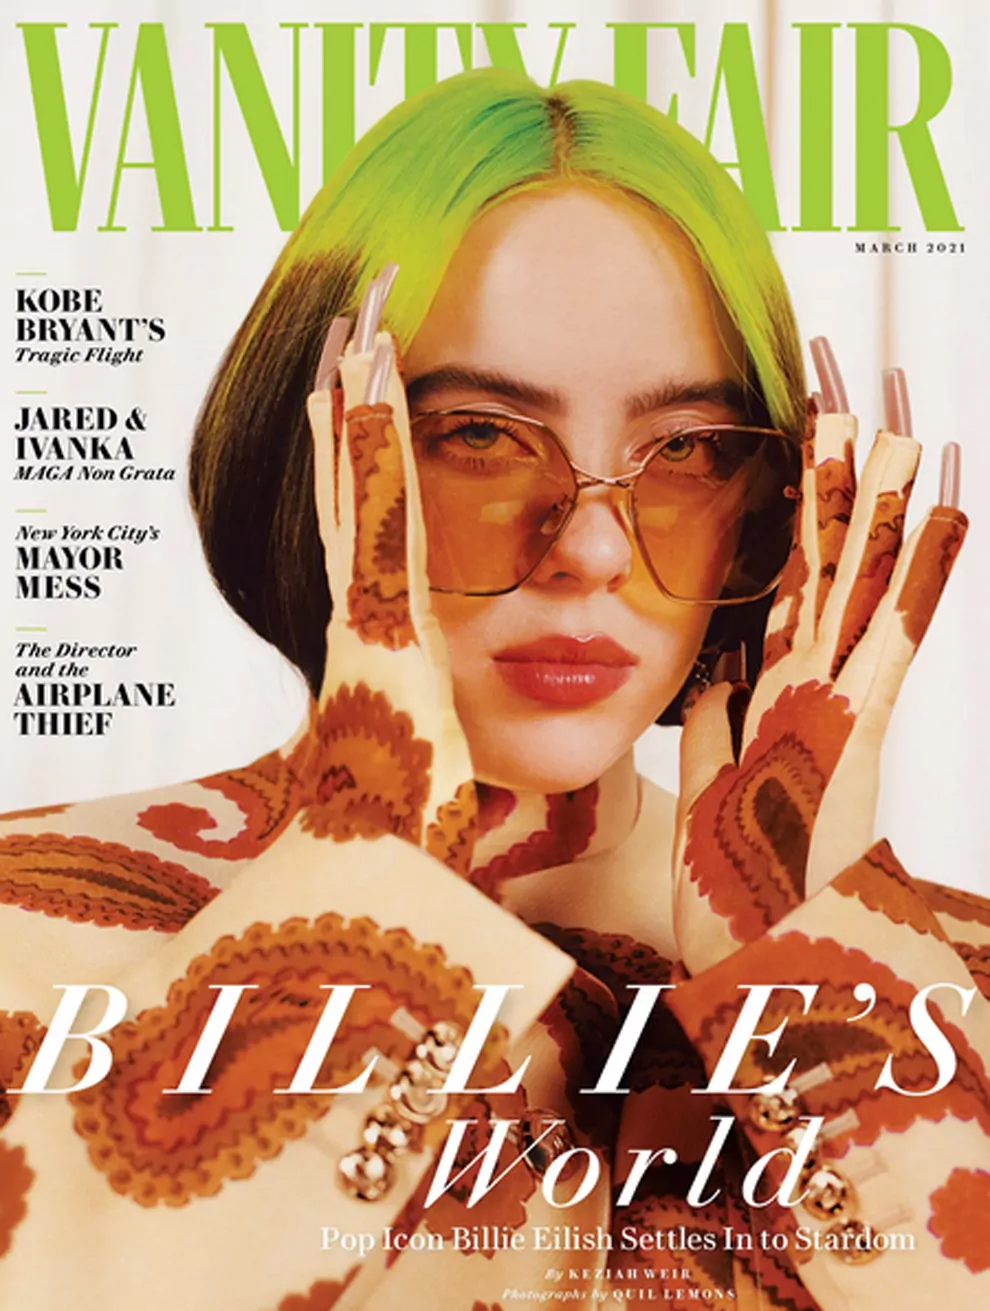 VANITY FAIR
MARCH 2021
KOBE
BRYANT'S
Tragic Flight
JARED &
IVANKA
MAGA Non Grata
New York City's
MAYOR
MESS
The Director
and the
AIRPLANE
THIEF
BILLIE'S
World
Pop Icon Billie Eilish Settles In to Stardom
By KEZIAH WEIR
Photographs by QUIL LEMONS